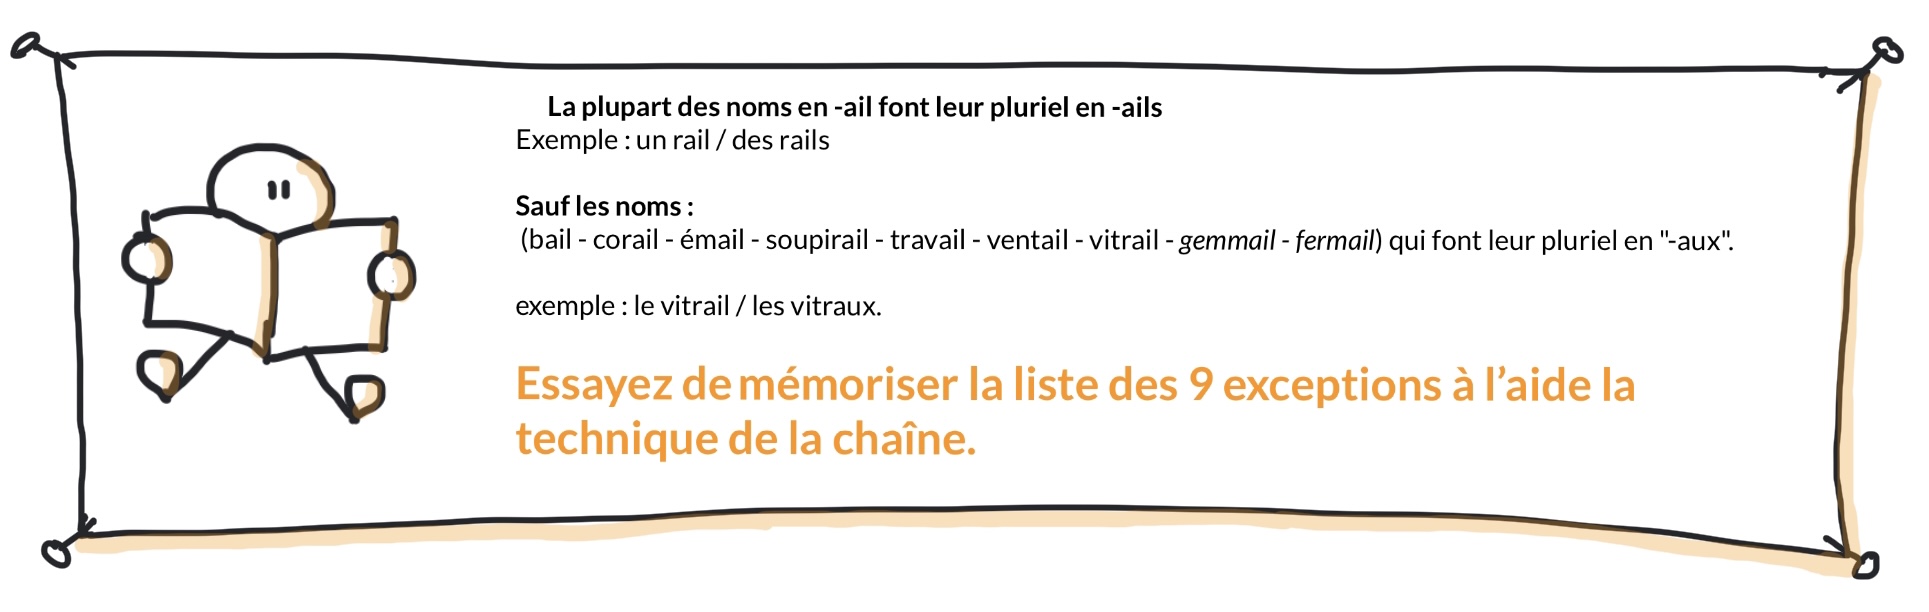 La plupart des noms en -ail font leur pluriel en -ails
Exemple : un rail / des rails
Sauf les noms :
(bail - corail - émail - soupirail - travail - ventail - vitrail - gemmail - fermail) qui font leur pluriel en "-aux".
exemple : le vitrail / les vitraux.
Essayez de mémoriser la liste des 9 exceptions à l’aide la
technique de la chaîne.